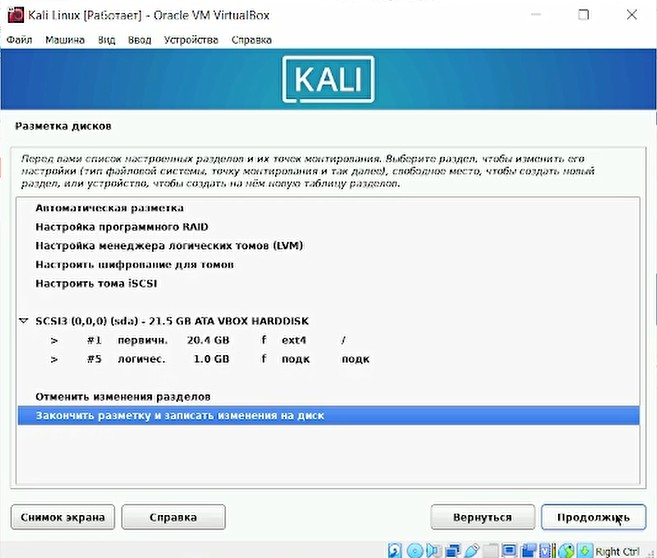 Kali Linux [Работает] - Oracle VM VirtualBox
Файл Машина Вид Ввод Устройства Справка
KALI
Разметка дисков
Перед вами список настроенных разделов и их точек монтирования. Выберите раздел, чтобы изменить его
настройки (тип файловой системы, точку монтирования и так далее), свободное место, чтобы создать новый
раздел, или устройство, чтобы создать на нём новую таблицу разделов.
Автоматическая разметка
Настройка программного RAID
Настройка менеджера логических томов (LVM)
Настроить шифрование для томов
Настроить тома iSCSI
SCSI3 (0,0,0) (sda) - 21.5 GB ATA VBOX HARDDISK
> #1 первичн. 20.4 GB f ext4 /
> #5 логичес. 1.0 GB f подк подк
Отменить изменения разделов
Закончить разметку и записать изменения на диск
Снимок экрана Справка Вернуться Продолжить
Right Ctrl